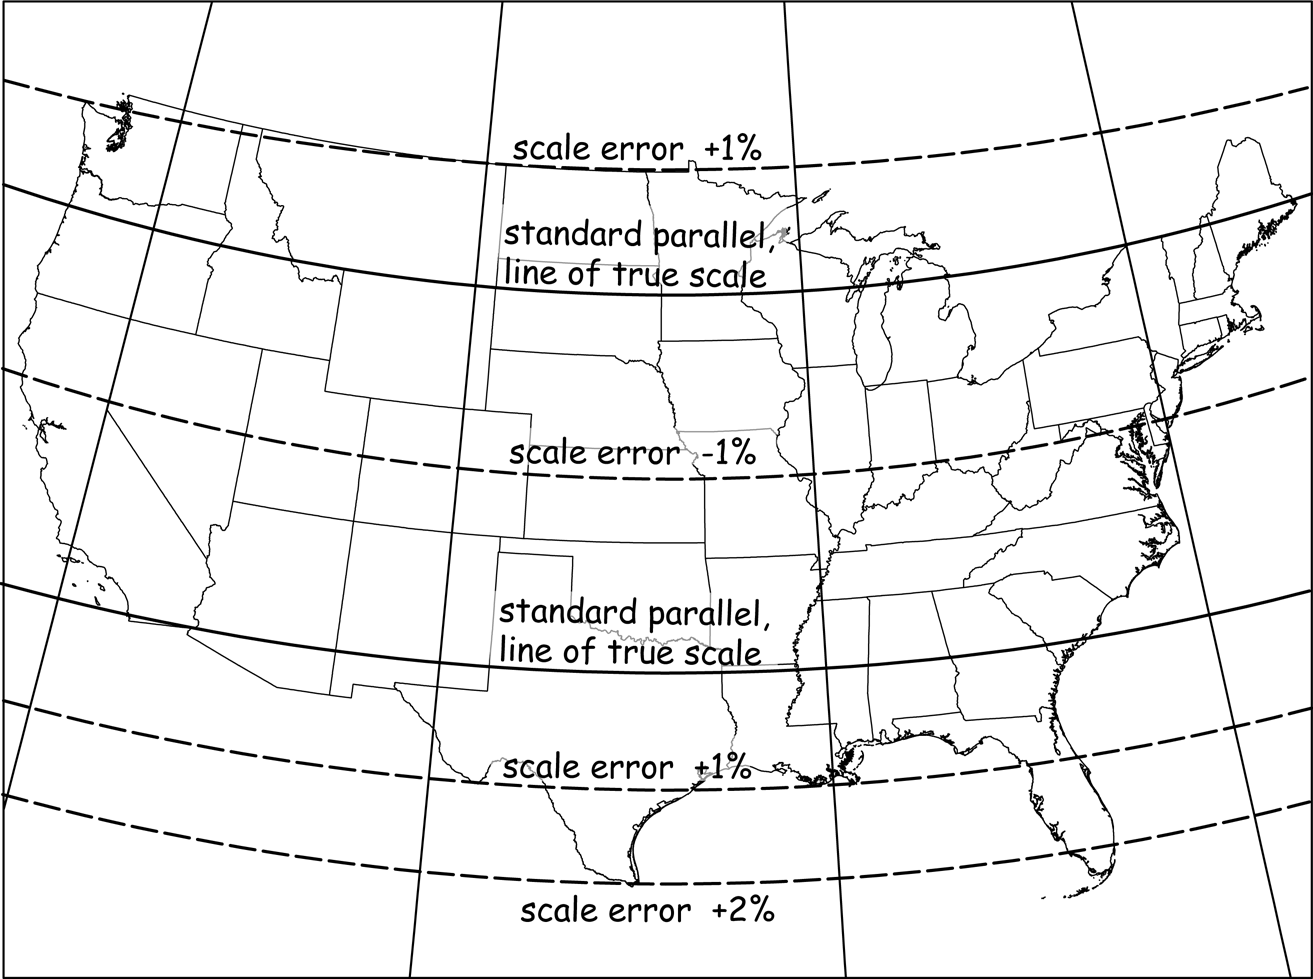 scale error +1%
standard parallel,
line of true scale
scale error -1%
standard parallel,
line of true scale
scale error +1%
scale error +2%